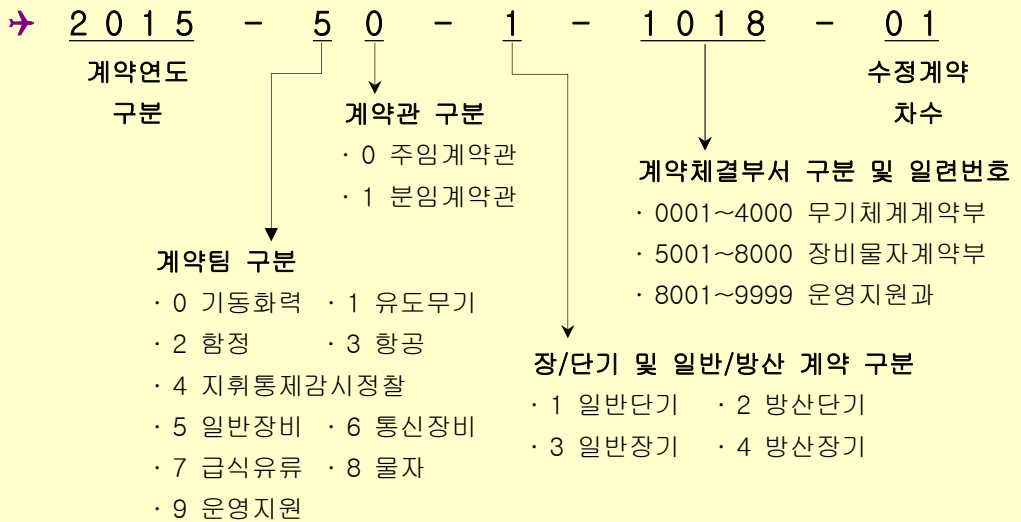 2015 - 50 - 1 - 1018 - 01
계약연도
구분
수정계약
차수
계약관 구분
· 0 주임계약관
· 1 분임계약관
계약체결부서 구분 및 일련번호
· 0001~4000 무기체계계약부
· 5001~8000 장비물자계약부
· 8001~9999 운영지원과
계약팀 구분
· 0 기동화력 · 1 유도무기
· 2 함정 · 3 항공
· 4 지휘통제감시정찰
· 5 일반장비 · 6 통신장비
· 7 급식유류 · 8 물자
· 9 운영지원
장/단기 및 일반/방산 계약 구분
· 1 일반단기 · 2 방산단기
· 3 일반장기 · 4 방산장기